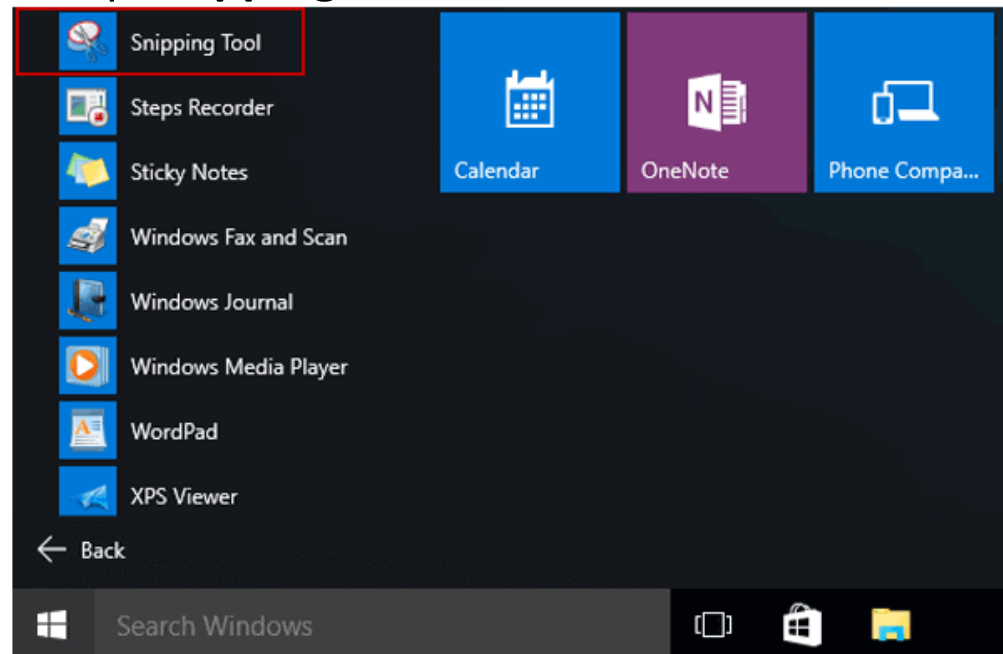 Snipping Tool
Steps Recorder
Sticky Notes
Windows Fax and Scan
Windows Journal
Windows Media Player
WordPad
XPS Viewer
Back
Calendar
OneNote
Phone Compa...
Search Windows